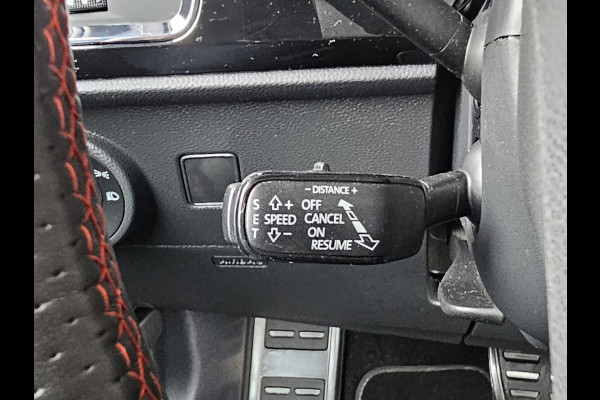 − DISTANCE +
S ⇧+ OFF
E SPEED CANCEL
T ⇩− ON
RESUME